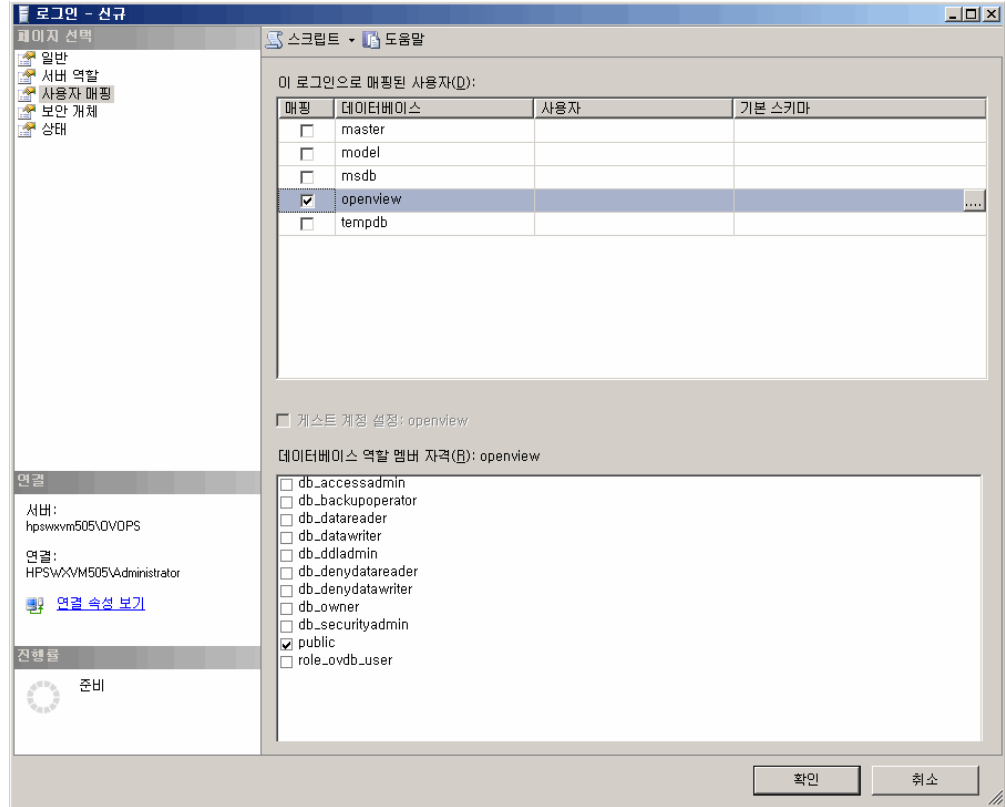 로그인 - 신규
페이지 선택
일반
서버 역할
사용자 매핑
보안 개체
상태
스크립트 도움말
이 로그인으로 매핑된 사용자(D):
매핑 데이터베이스 사용자 기본 스키마
master
model
msdb
openview ....
tempdb
게스트 계정 설정: openview
데이터베이스 역할 멤버 자격(R): openview
db_accessadmin
db_backupoperator
db_datareader
db_datawriter
db_ddladmin
db_denydatareader
db_denydatawriter
db_owner
db_securityadmin
public
role_ovdb_user
연결
서버:
hpswxvm505\OVOPS
연결:
HPSWXVM505\Administrator
연결 속성 보기
진행률
준비
확인 취소